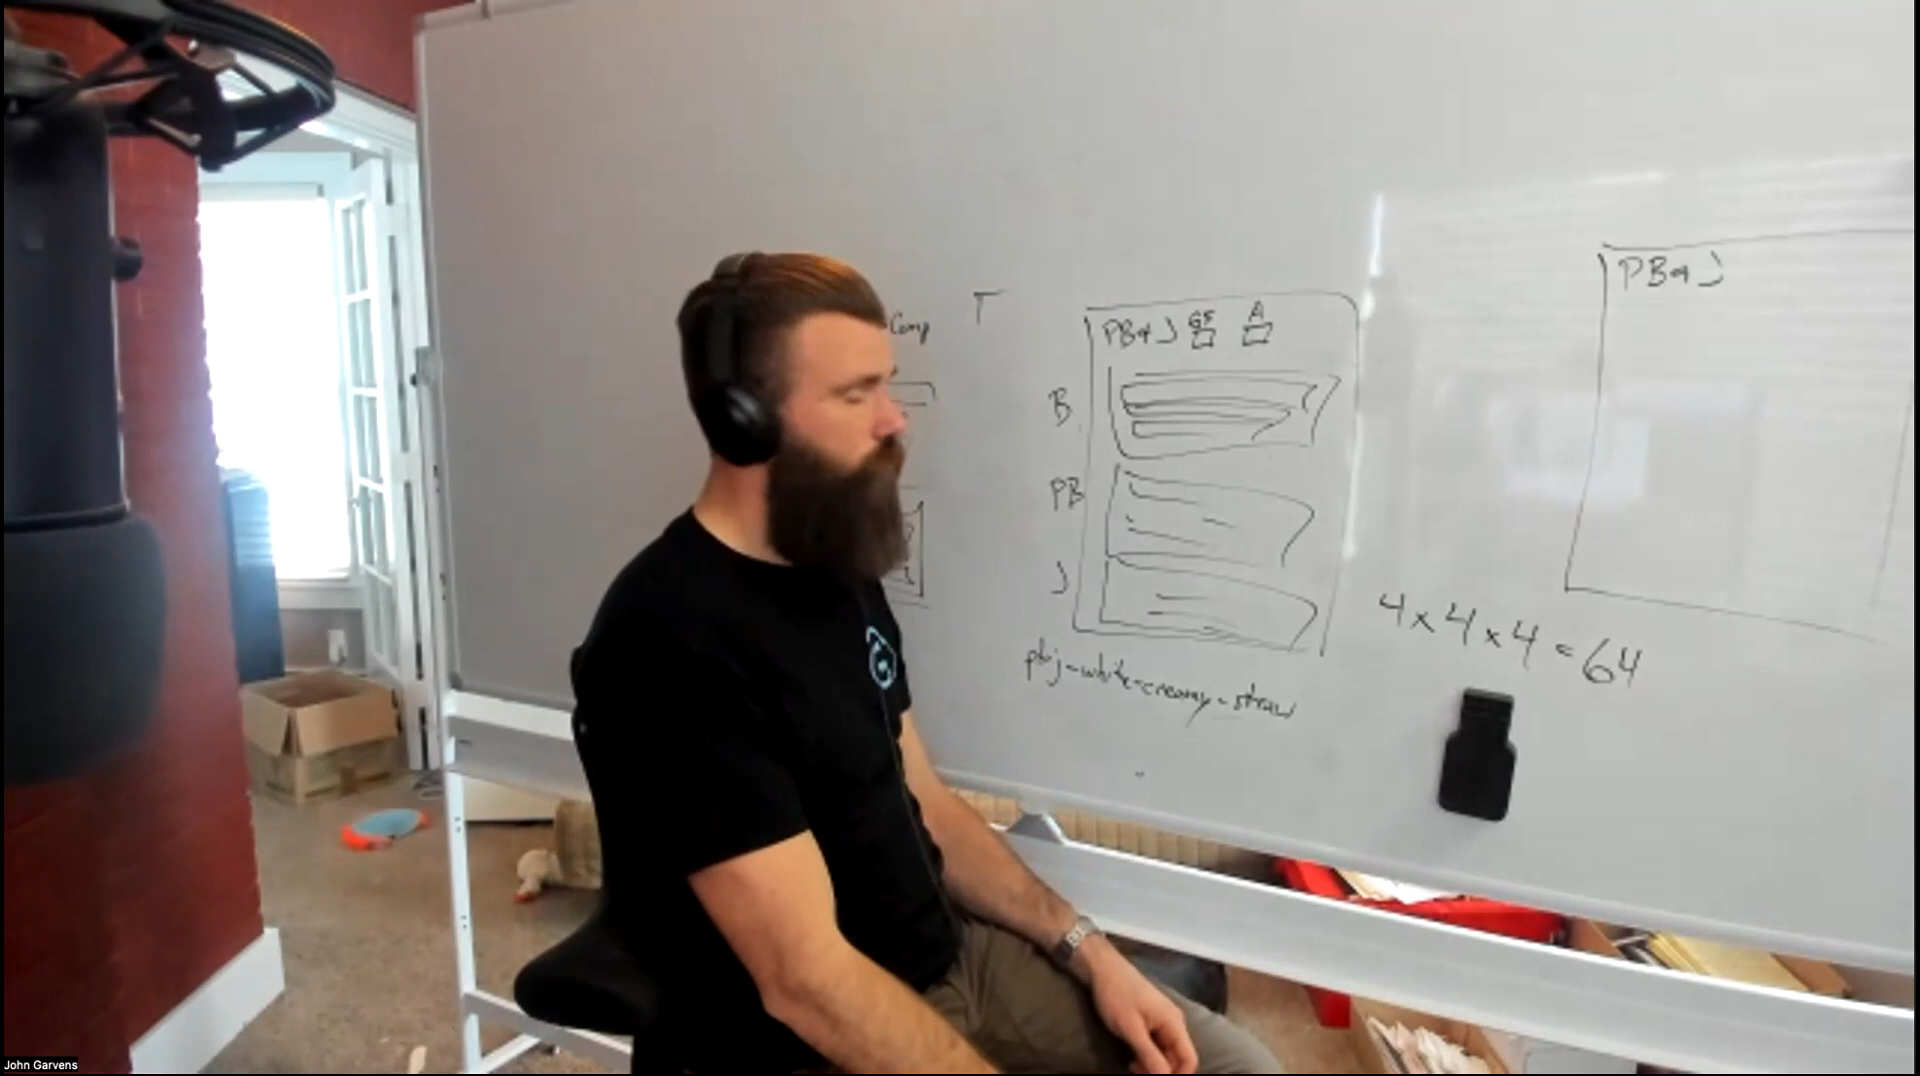 Comp
T
PB&J GF A
B
PB
J
pbj-white-creamy-straw
4x4x4=64
PB&J
John Garvens